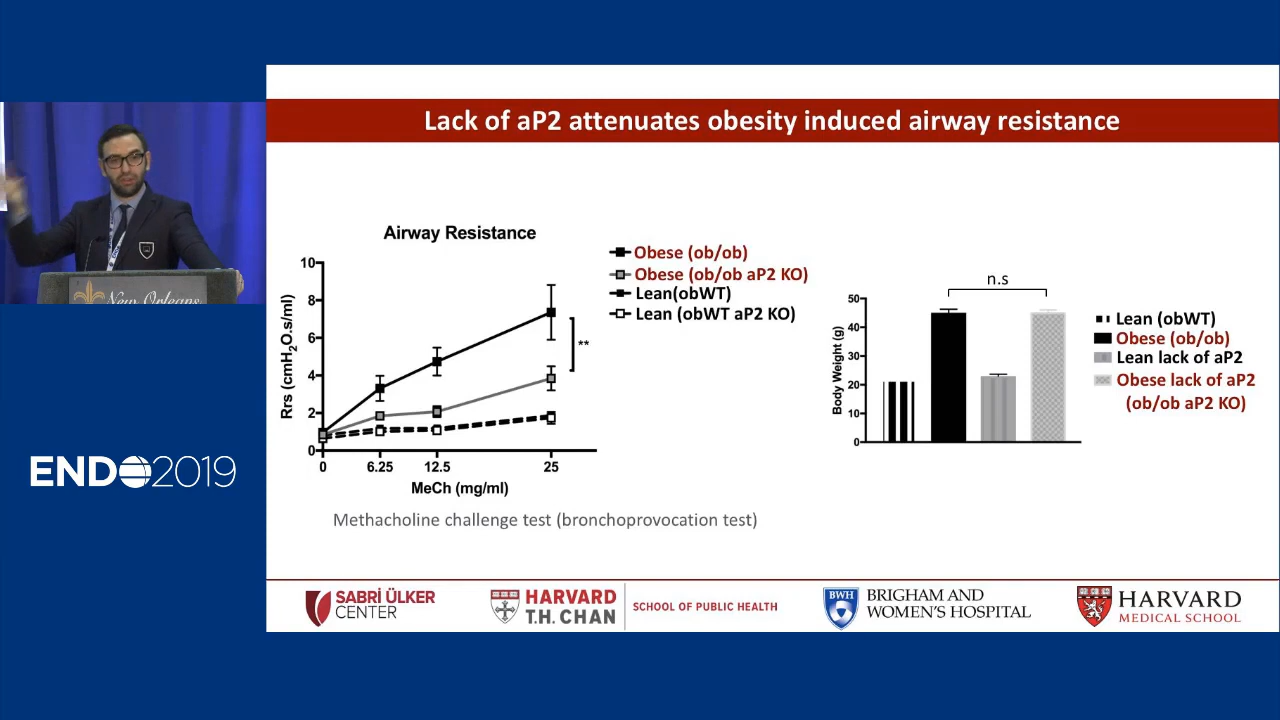 Lack of aP2 attenuates obesity induced airway resistance
Airway Resistance
Rrs (cmH2O.s/ml)
10
8
6
4
2
0
0 6.25 12.5 25
MeCh (mg/ml)
**
Obese (ob/ob)
Obese (ob/ob aP2 KO)
Lean(obWT)
Lean (obWT aP2 KO)
Methacholine challenge test (bronchoprovocation test)
n.s
Body Weight (g)
50
40
30
20
10
0
Lean (obWT)
Obese (ob/ob)
Lean lack of aP2
Obese lack of aP2
(ob/ob aP2 KO)
New Orleans
END 2019
SABRİ ÜLKER
CENTER
HARVARD
T.H. CHAN
SCHOOL OF PUBLIC HEALTH
BWH
BRIGHAM AND
WOMEN'S HOSPITAL
HARVARD
MEDICAL SCHOOL